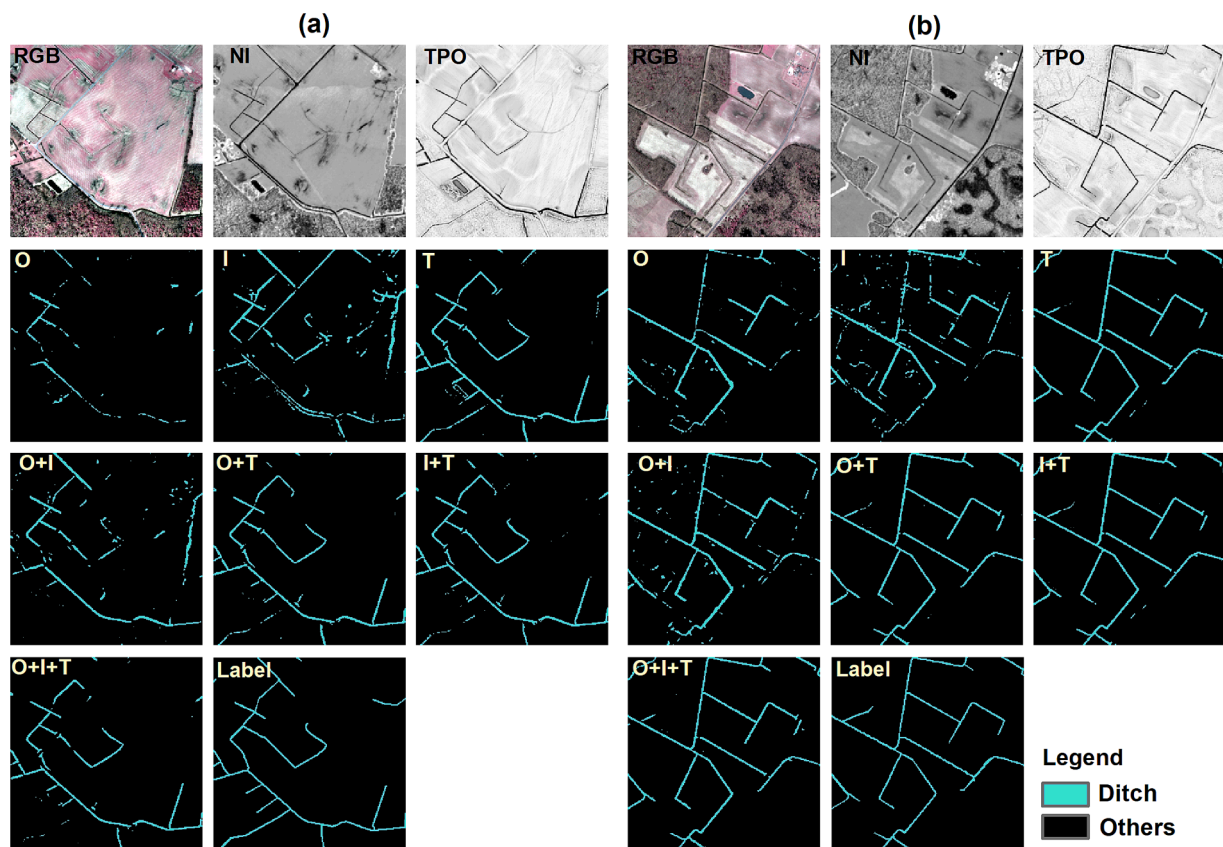 (a)
(b)
RGB
NI
TPO
RGB
NI
TPO
O
I
T
O
I
T
O+I
O+T
I+T
O+I
O+T
I+T
O+I+T
Label
O+I+T
Label
Legend
Ditch
Others